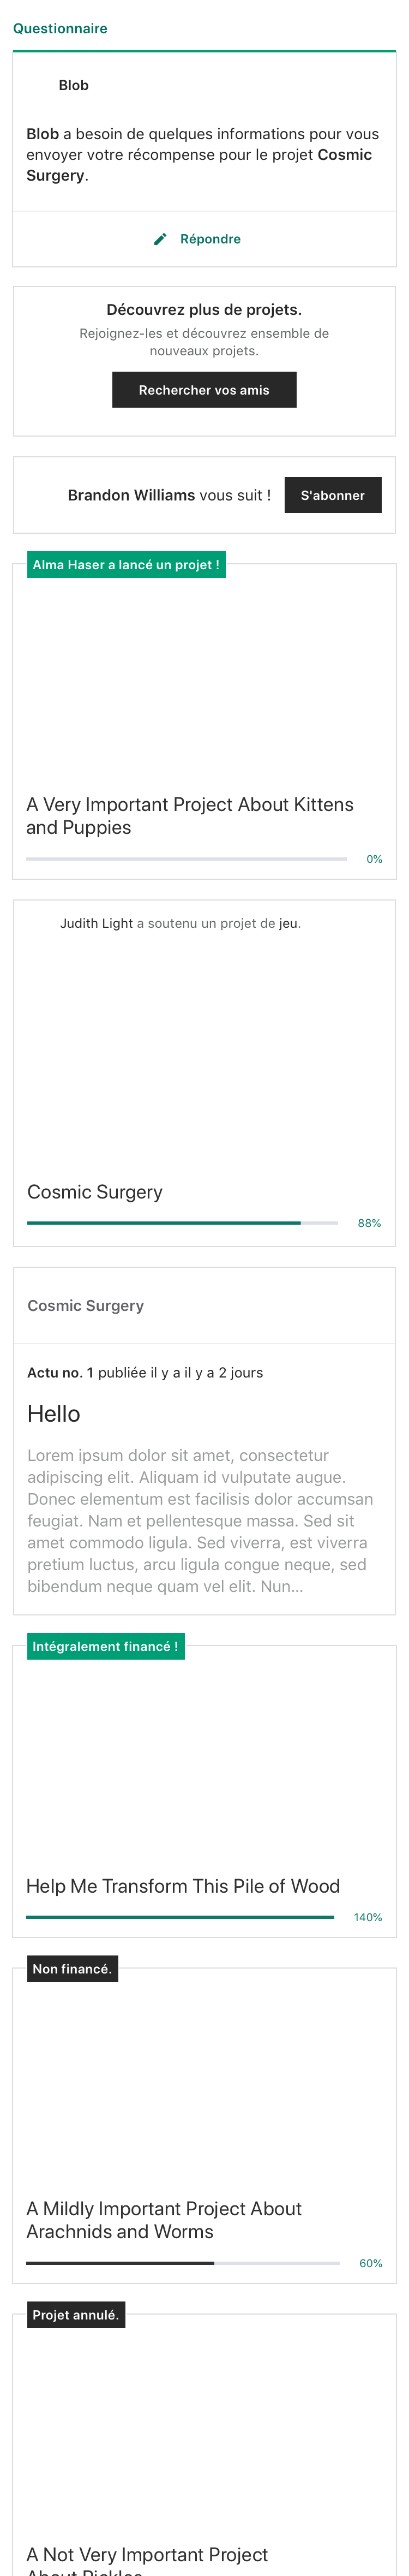 Questionnaire
Blob
Blob a besoin de quelques informations pour vous
envoyer votre récompense pour le projet Cosmic
Surgery.
Répondre
Découvrez plus de projets.
Rejoignez-les et découvrez ensemble de
nouveaux projets.
Rechercher vos amis
Brandon Williams vous suit !
S'abonner
Alma Haser a lancé un projet !
A Very Important Project About Kittens
and Puppies
0%
Judith Light a soutenu un projet de jeu.
Cosmic Surgery
88%
Cosmic Surgery
Actu no. 1 publiée il y a il y a 2 jours
Hello
Lorem ipsum dolor sit amet, consectetur
adipiscing elit. Aliquam id vulputate augue.
Donec elementum est facilisis dolor accumsan
feugiat. Nam et pellentesque massa. Sed sit
amet commodo ligula. Sed viverra, est viverra
pretium luctus, arcu ligula congue neque, sed
bibendum neque quam vel elit. Nun...
Intégralement financé !
Help Me Transform This Pile of Wood
140%
Non financé.
A Mildly Important Project About
Arachnids and Worms
60%
Projet annulé.
A Not Very Important Project
About Pickles